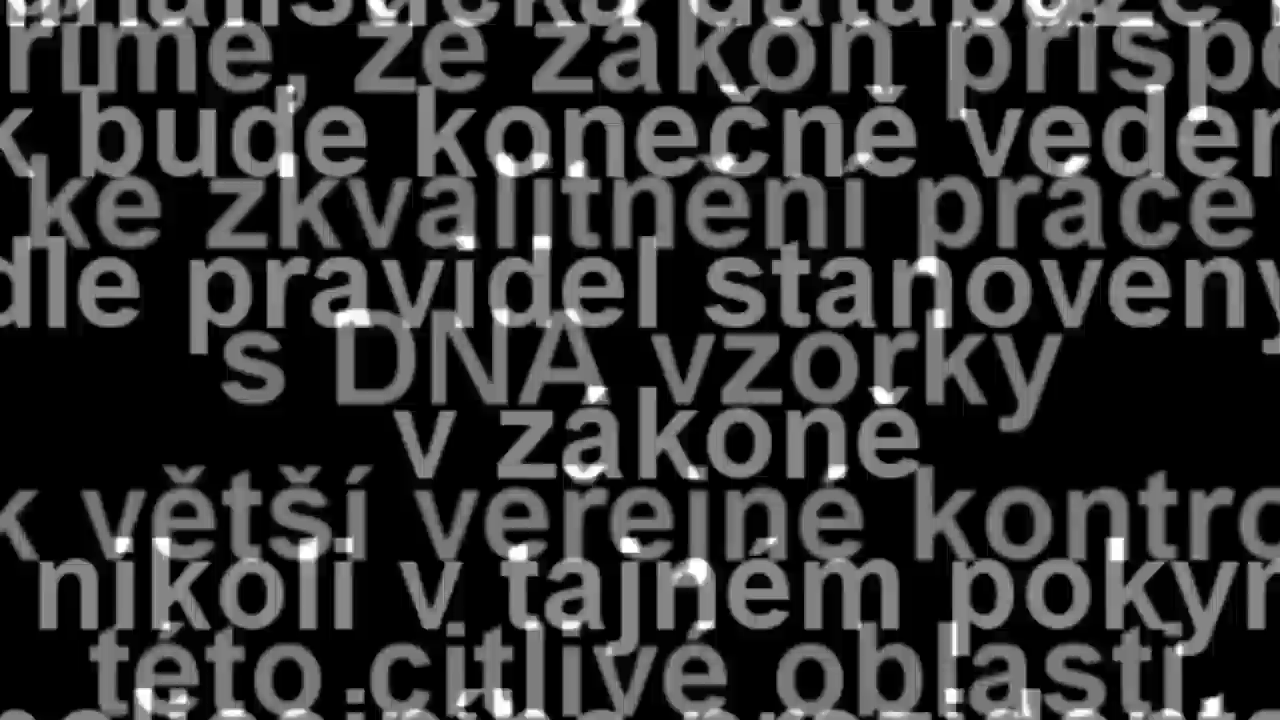 říme, že zákon přispě
k bude konečně veden
ke zkvalitnění práce
dle pravidel stanoveny
s DNA vzorky
v zákoně
k větší veřejné kontro
nikoli v tajném pokyn
této citlivé oblasti